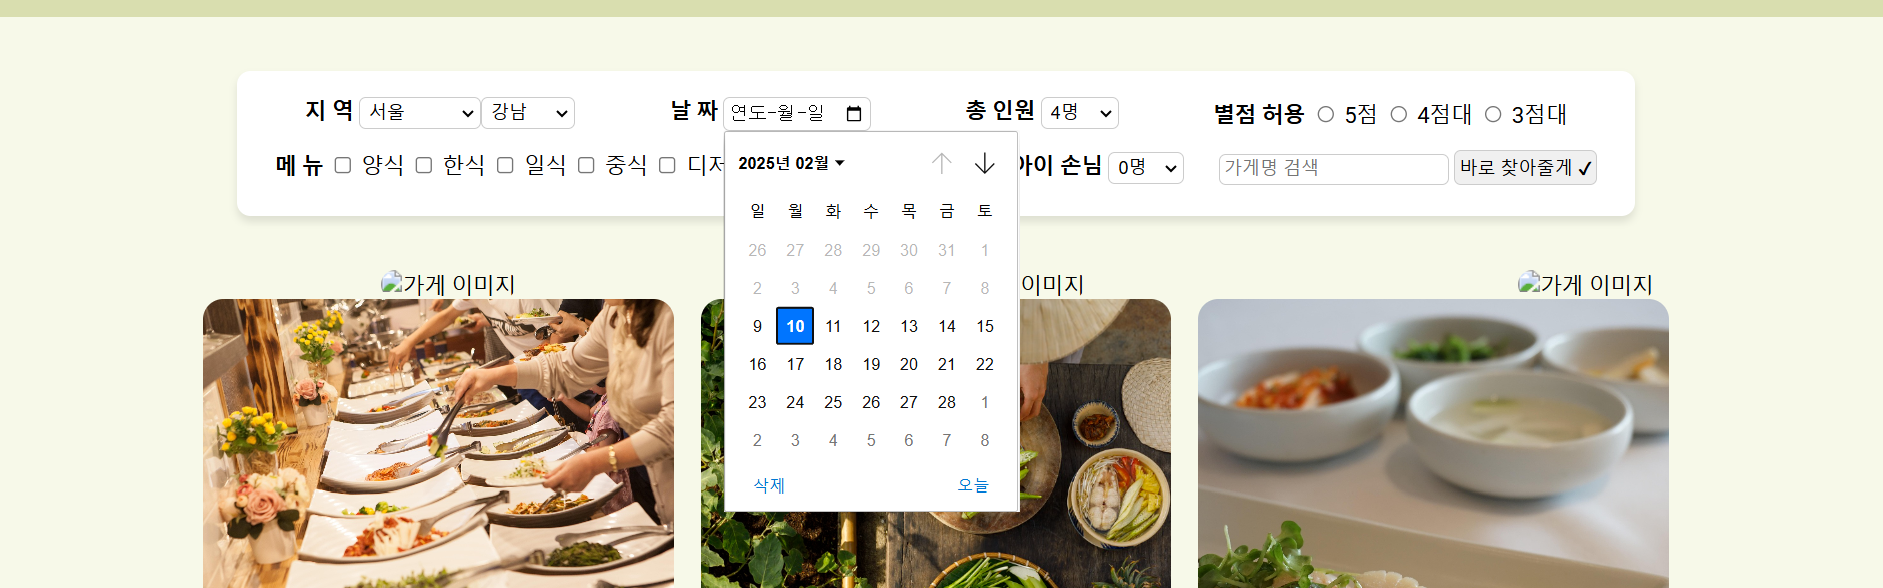 지 역 서울 강남 날 짜 연도-월-일 총 인원 4명 별점 허용 5점 4점대 3점대
메 뉴 양식 한식 일식 중식 아이 손님 0명 가게명 검색 바로 찾아줄게 ✔
2025년 02월
일 월 화 수 목 금 토
26 27 28 29 30 31 1
2 3 4 5 6 7 8
9 10 11 12 13 14 15
16 17 18 19 20 21 22
23 24 25 26 27 28 1
2 3 4 5 6 7 8
삭제 오늘
가게 이미지 이미지 가게 이미지